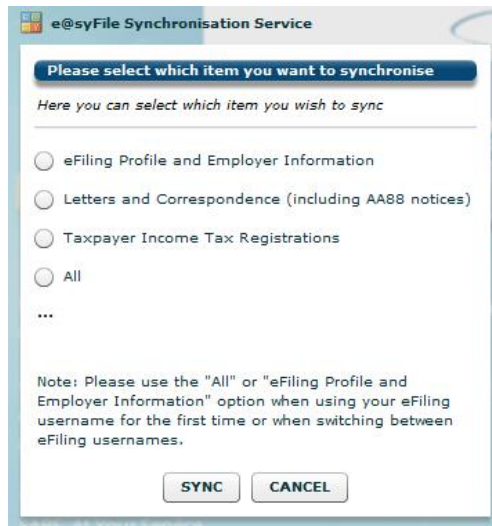 e@syFile Synchronisation Service
Please select which item you want to synchronise
Here you can select which item you wish to sync
eFiling Profile and Employer Information
Letters and Correspondence (including AA88 notices)
Taxpayer Income Tax Registrations
All
...
Note: Please use the "All" or "eFiling Profile and
Employer Information" option when using your eFiling
username for the first time or when switching between
eFiling usernames.
SYNC CANCEL